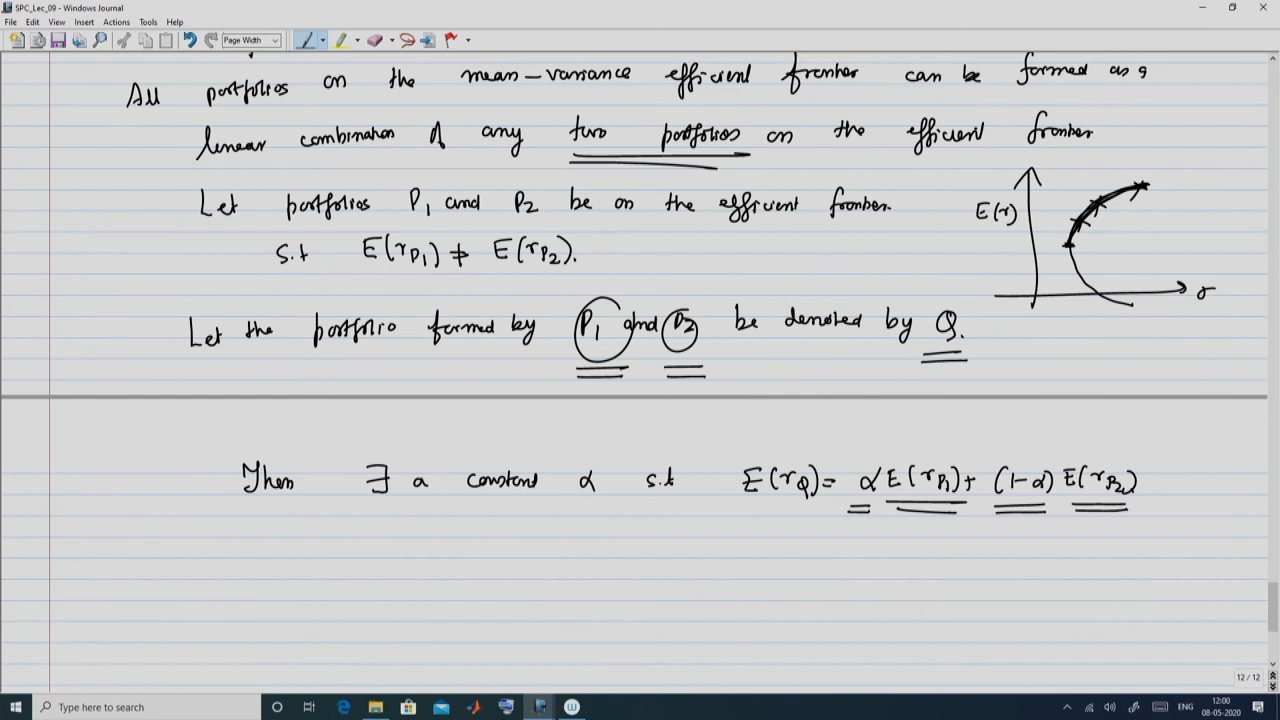 SPC_Lec_09 - Windows Journal
File Edit View Insert Actions Tools Help
Page Width
All portfolios on the mean-variance efficient frontier can be formed as a
linear combination of any two portfolios on the efficient frontier
Let portfolios P1 and P2 be on the efficient frontier.
s.t E(rP1) ≠ E(rP2).
E(r)
σ
Let the portfolio formed by P1 and P2 be denoted by Q.
Then ∃ a constant α s.t E(rQ) = α E(rP1) + (1-α) E(rP2)
12 / 12
Type here to search
ENG
12:00
08-05-2020